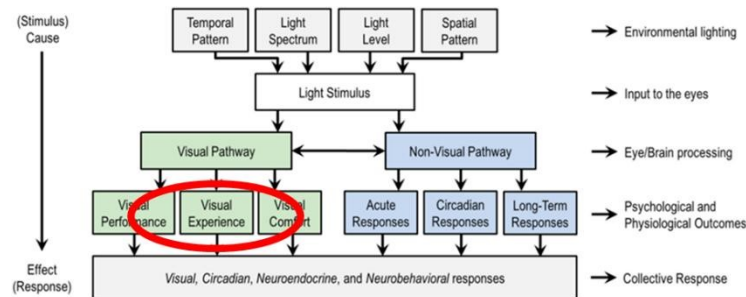 (Stimulus)
Cause
Temporal
Pattern
Light
Spectrum
Light
Level
Spatial
Pattern
Environmental lighting
Light Stimulus
Input to the eyes
Visual Pathway
Non-Visual Pathway
Eye/Brain processing
Visual
Performance
Visual
Experience
Visual
Comfort
Acute
Responses
Circadian
Responses
Long-Term
Responses
Psychological and
Physiological Outcomes
Effect
(Response)
Visual, Circadian, Neuroendocrine, and Neurobehavioral responses
Collective Response